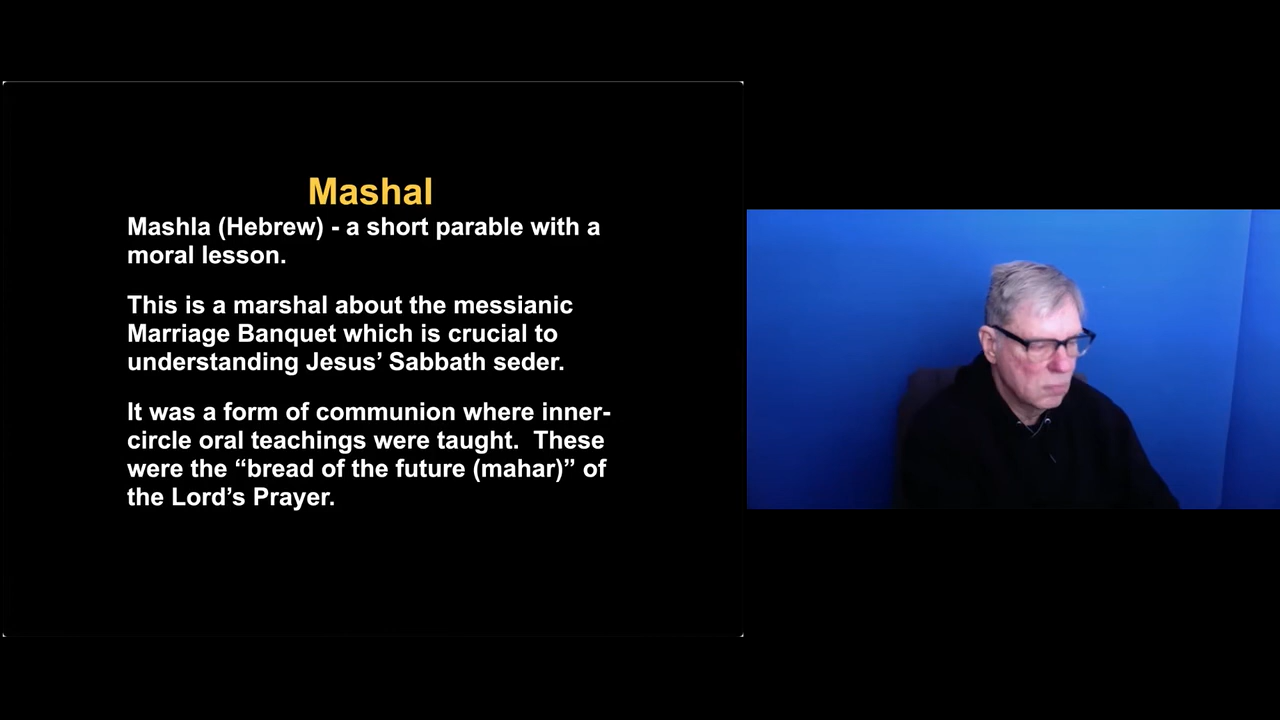 Mashal
Mashla (Hebrew) - a short parable with a
moral lesson.
This is a marshal about the messianic
Marriage Banquet which is crucial to
understanding Jesus’ Sabbath seder.
It was a form of communion where inner-
circle oral teachings were taught.  These
were the “bread of the future (mahar)” of
the Lord’s Prayer.